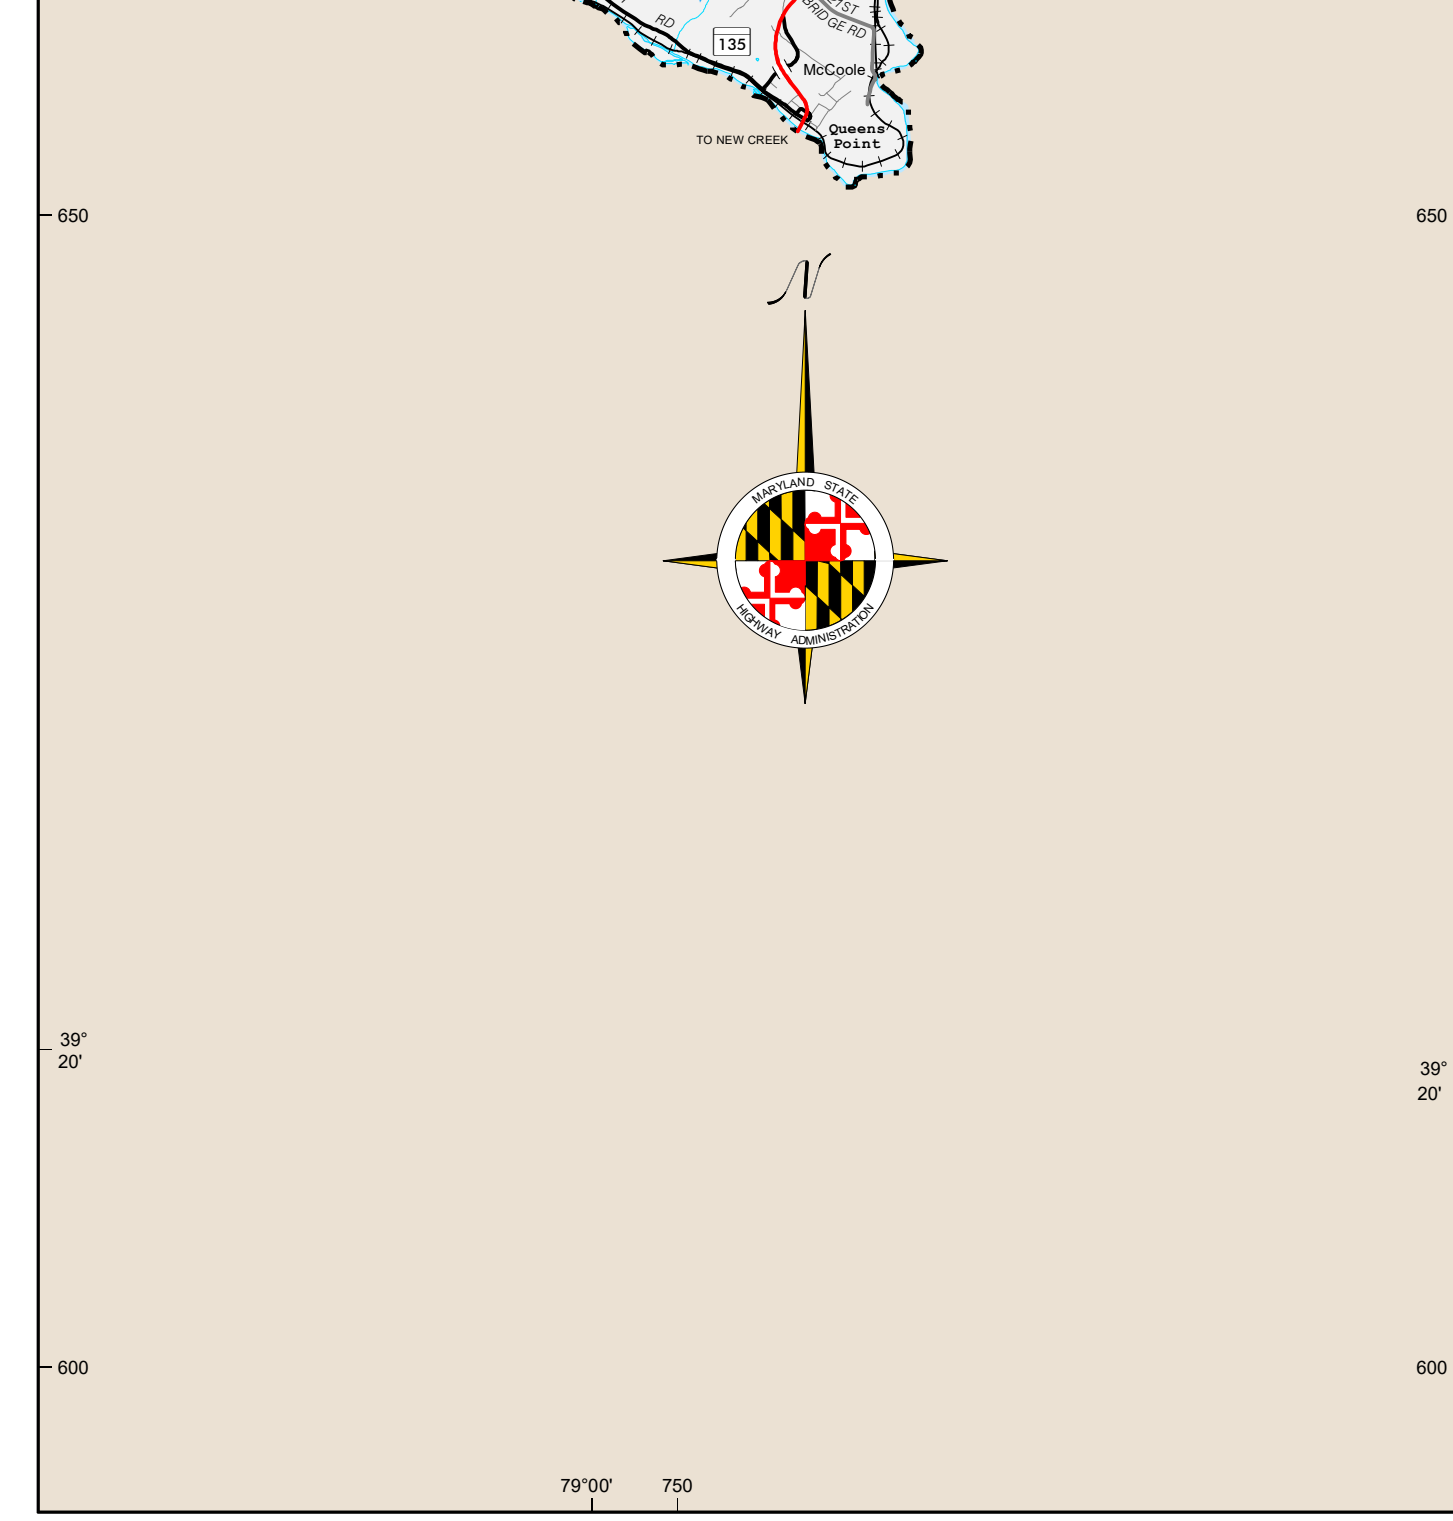 21ST
BRIDGE RD
RD
135
McCoole
Queens
Point
TO NEW CREEK
650
650
N
MARYLAND STATE
HIGHWAY ADMINISTRATION
39°
20'
39°
20'
600
600
79°00'
750